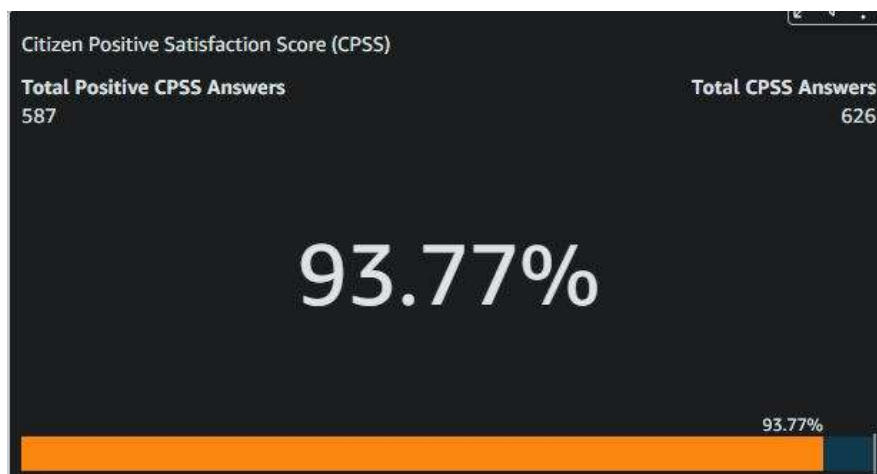 Citizen Positive Satisfaction Score (CPSS)
Total Positive CPSS Answers
587
Total CPSS Answers
626
93.77%
93.77%